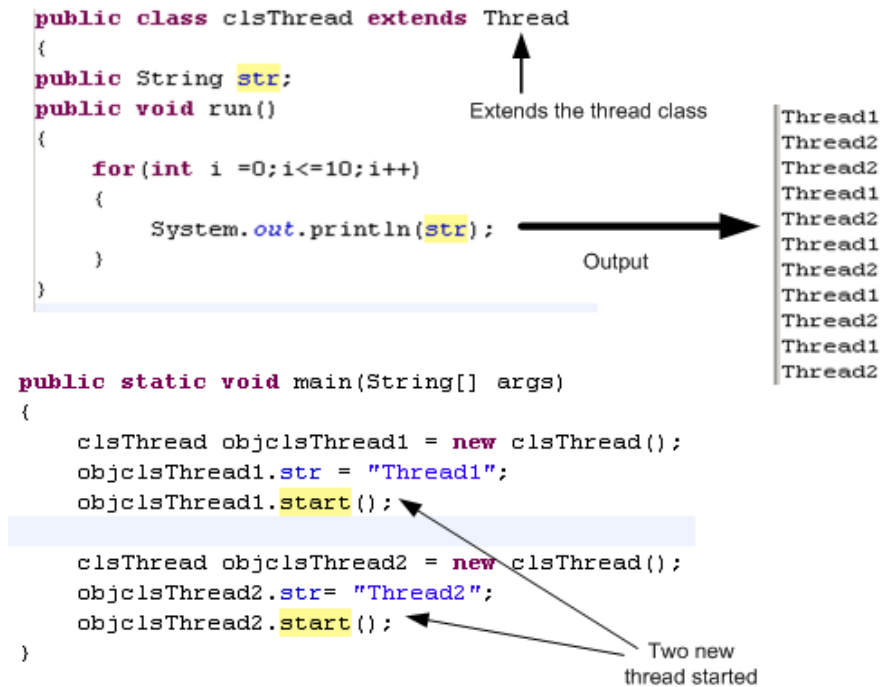 public class clsThread extends Thread
{
public String str;
public void run()
{
for(int i =0;i<=10;i++)
{
System.out.println(str);
}
}
Extends the thread class
Output
Thread1
Thread2
Thread2
Thread1
Thread2
Thread1
Thread2
Thread1
Thread2
Thread1
Thread2
public static void main(String[] args)
{
clsThread objclsThread1 = new clsThread();
objclsThread1.str = "Thread1";
objclsThread1.start();
clsThread objclsThread2 = new clsThread();
objclsThread2.str= "Thread2";
objclsThread2.start();
}
Two new
thread started